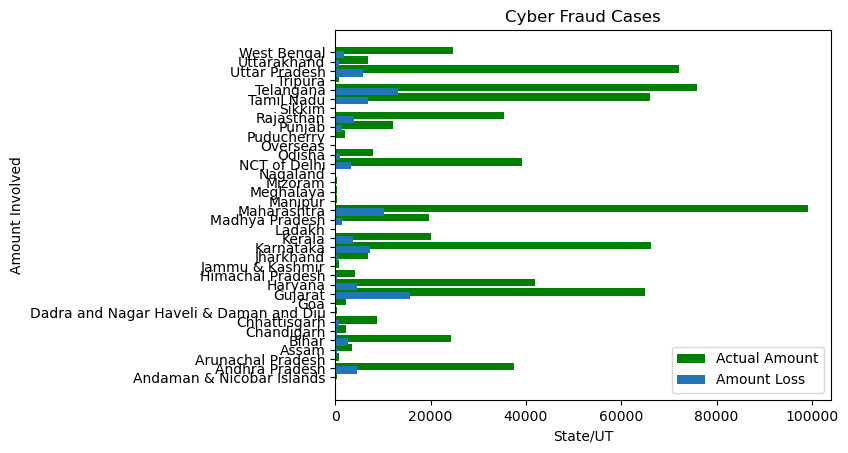 Cyber Fraud Cases
Amount Involved
West Bengal
Uttarakhand
Uttar Pradesh
Tripura
Telangana
Tamil Nadu
Sikkim
Rajasthan
Punjab
Puducherry
Overseas
Odisha
NCT of Delhi
Nagaland
Mizoram
Meghalaya
Manipur
Maharashtra
Madhya Pradesh
Ladakh
Kerala
Karnataka
Jharkhand
Jammu & Kashmir
Himachal Pradesh
Haryana
Gujarat
Goa
Dadra and Nagar Haveli & Daman and Diu
Chhattisgarh
Chandigarh
Bihar
Assam
Arunachal Pradesh
Andhra Pradesh
Andaman & Nicobar Islands
Actual Amount
Amount Loss
0 20000 40000 60000 80000 100000
State/UT